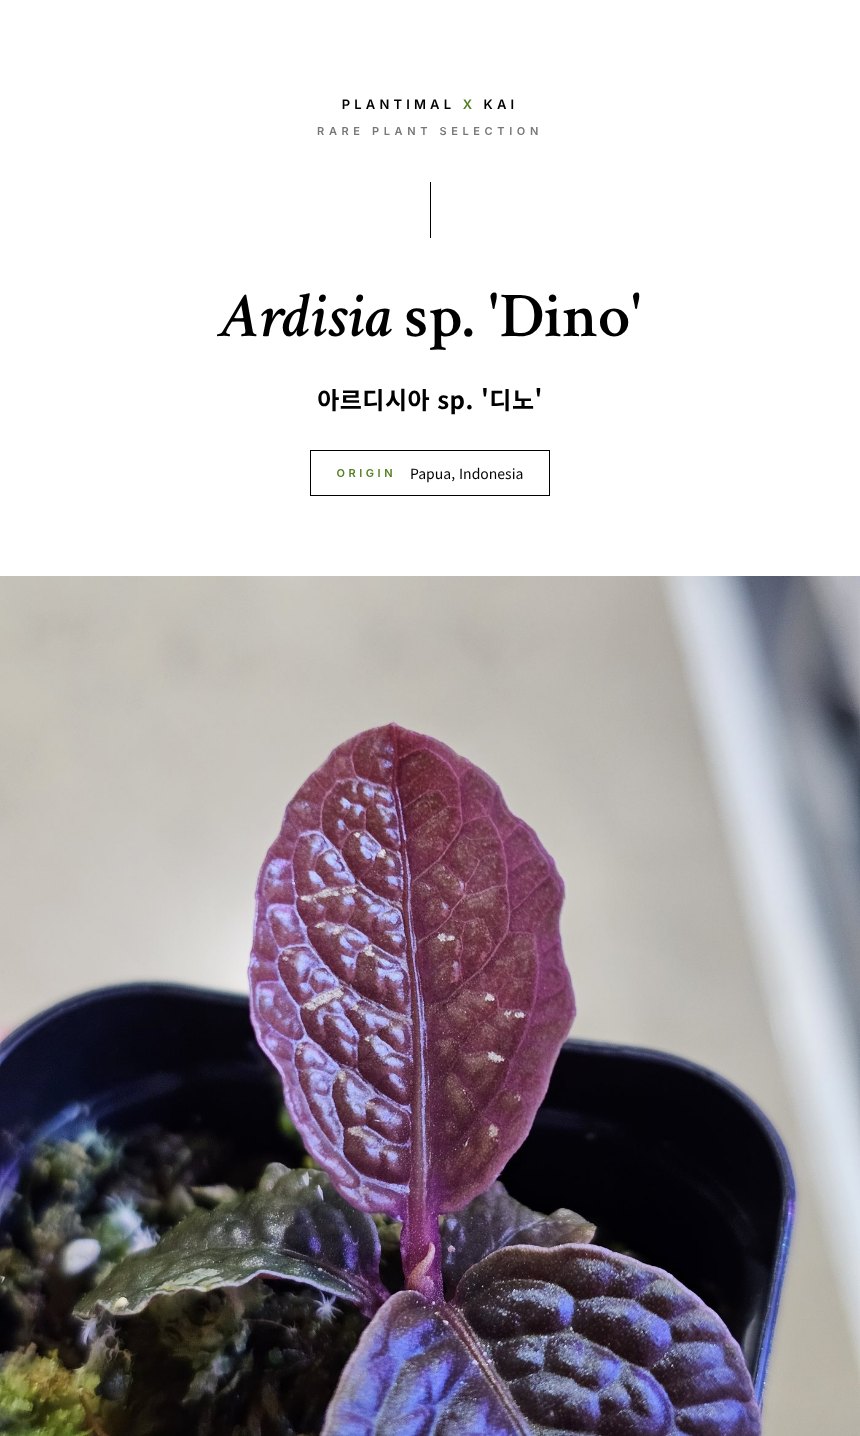 PLANTIMAL X KAI
RARE PLANT SELECTION
Ardisia sp. 'Dino'
아르디시아 sp. '디노'
ORIGIN Papua, Indonesia